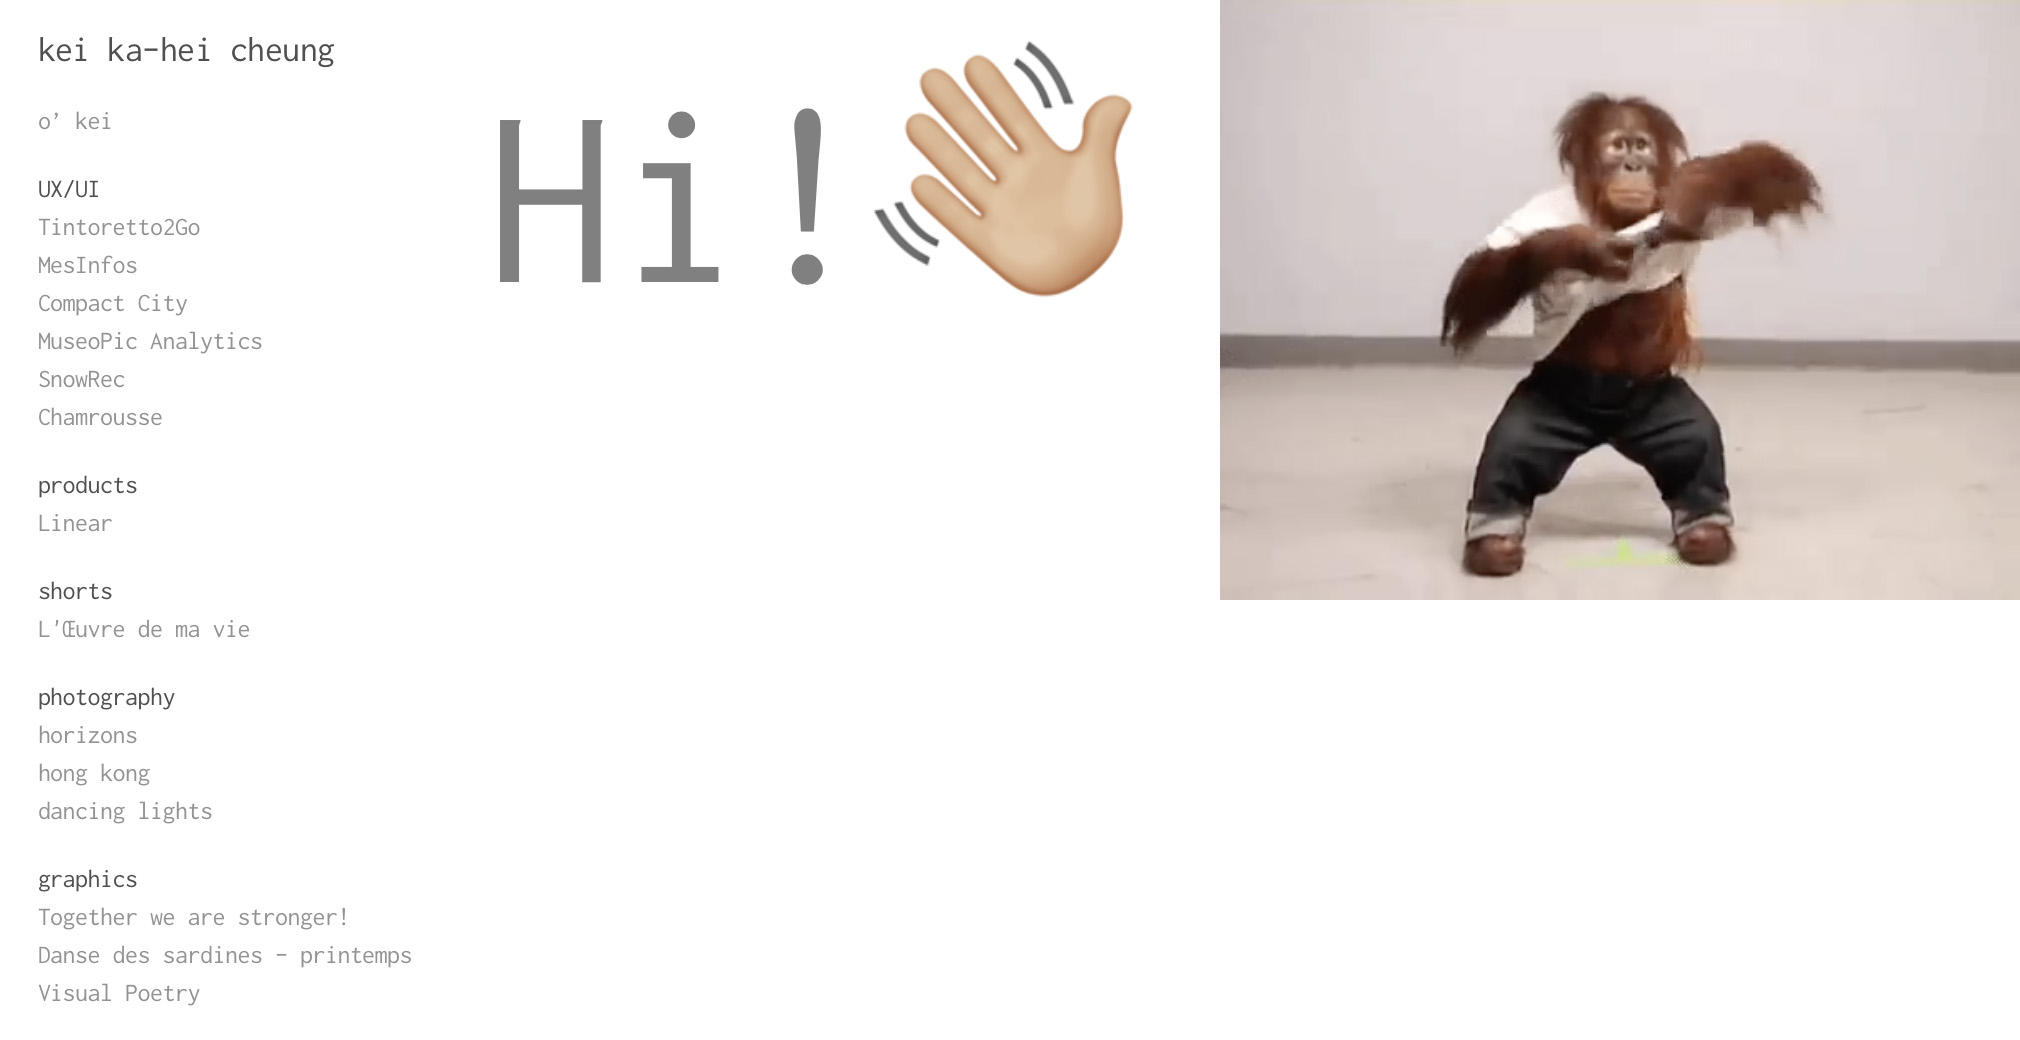 kei ka-hei cheung
o’ kei
UX/UI
Tintoretto2Go
MesInfos
Compact City
MuseoPic Analytics
SnowRec
Chamrousse
products
Linear
shorts
L'Œuvre de ma vie
photography
horizons
hong kong
dancing lights
graphics
Together we are stronger!
Danse des sardines - printemps
Visual Poetry
Hi!👋🏼